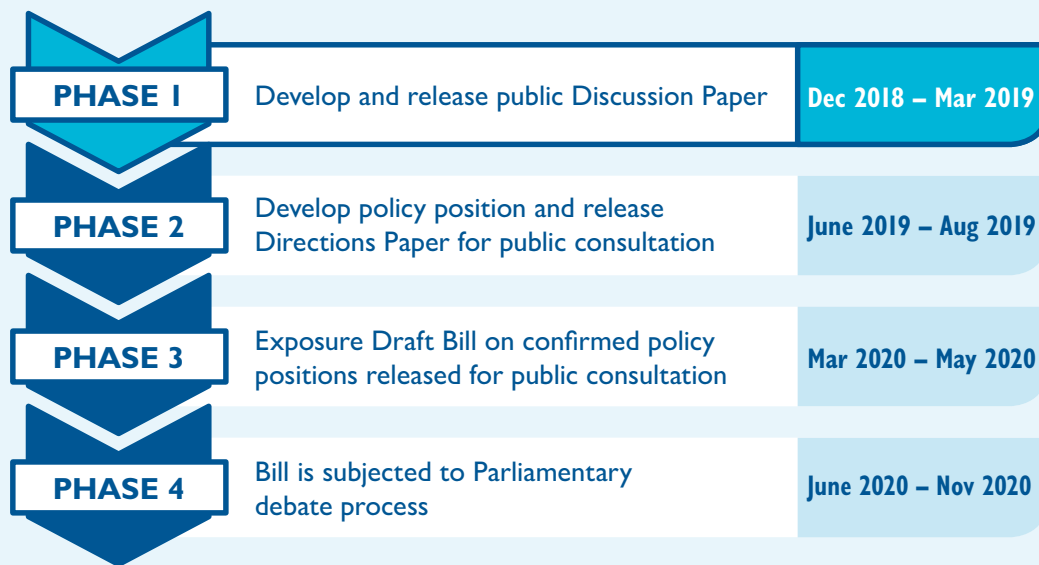 PHASE 1
Develop and release public Discussion Paper
Dec 2018 – Mar 2019
PHASE 2
Develop policy position and release
Directions Paper for public consultation
June 2019 – Aug 2019
PHASE 3
Exposure Draft Bill on confirmed policy
positions released for public consultation
Mar 2020 – May 2020
PHASE 4
Bill is subjected to Parliamentary
debate process
June 2020 – Nov 2020